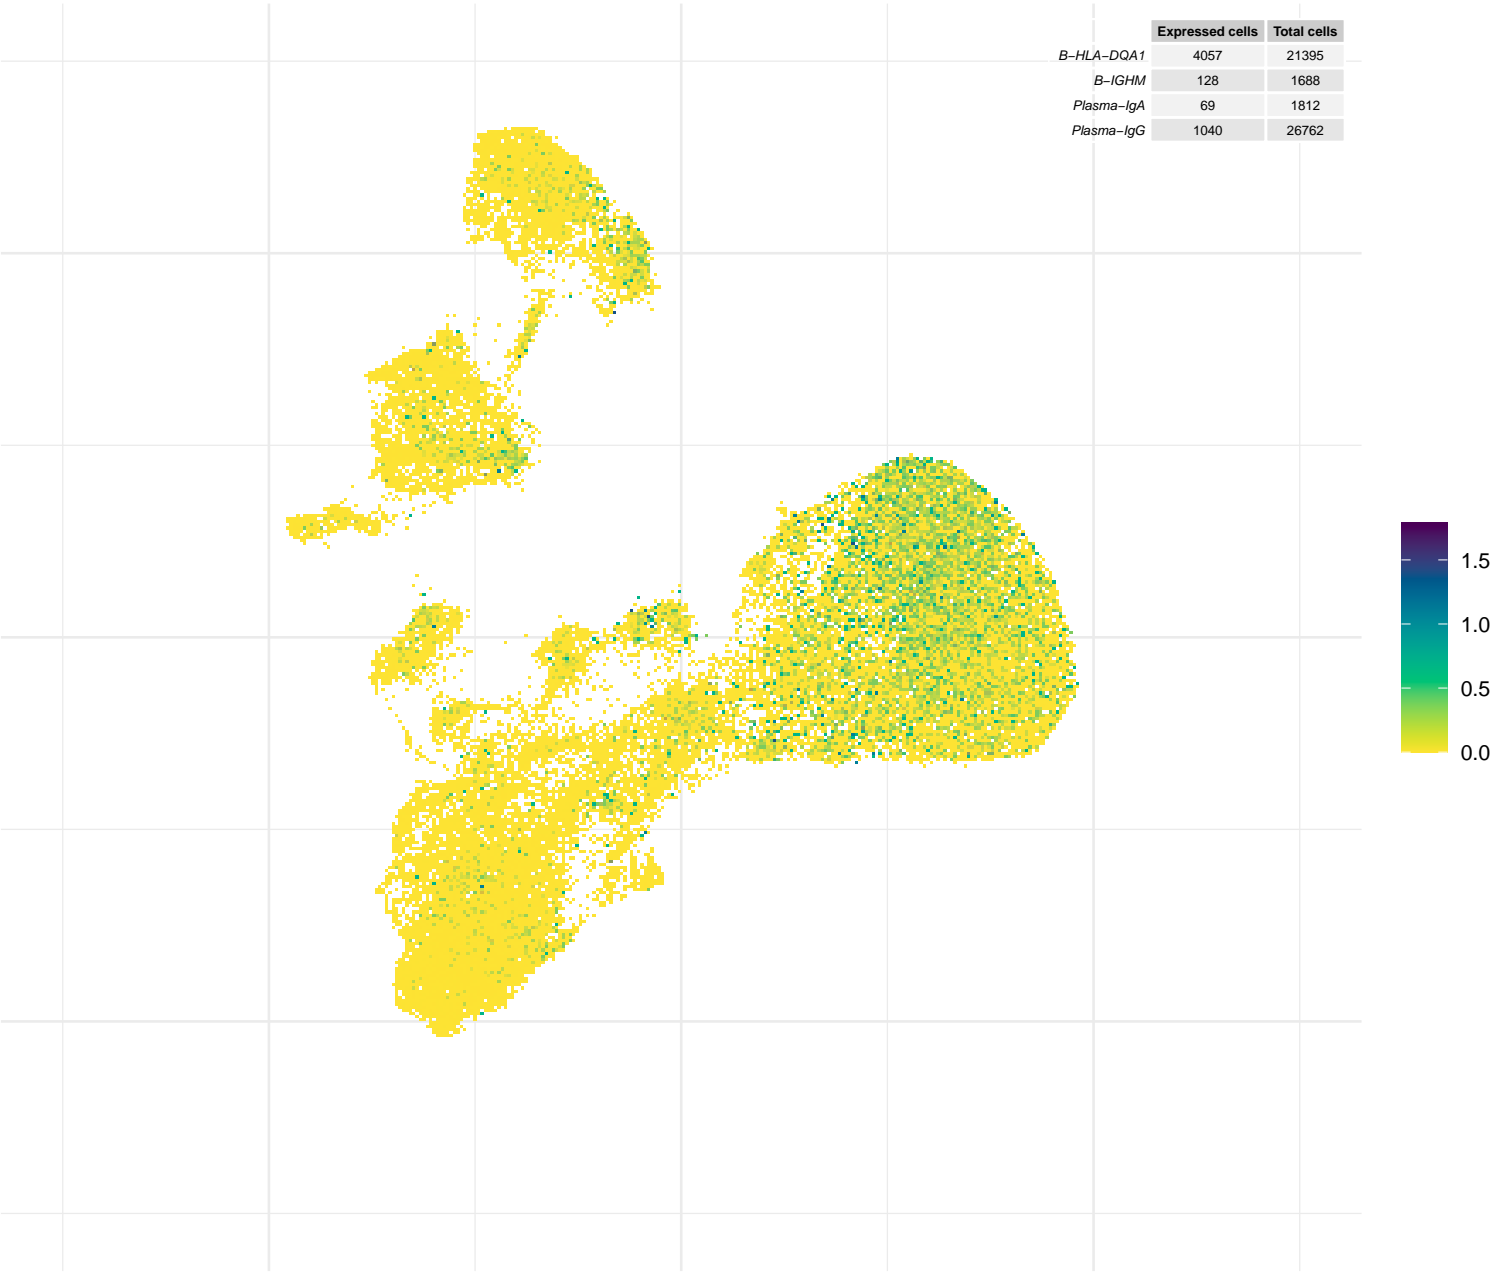 Expressed cells Total cells
B−HLA−DQA1 4057 21395
B−IGHM 128 1688
Plasma−IgA 69 1812
Plasma−IgG 1040 26762
1.5
1.0
0.5
0.0